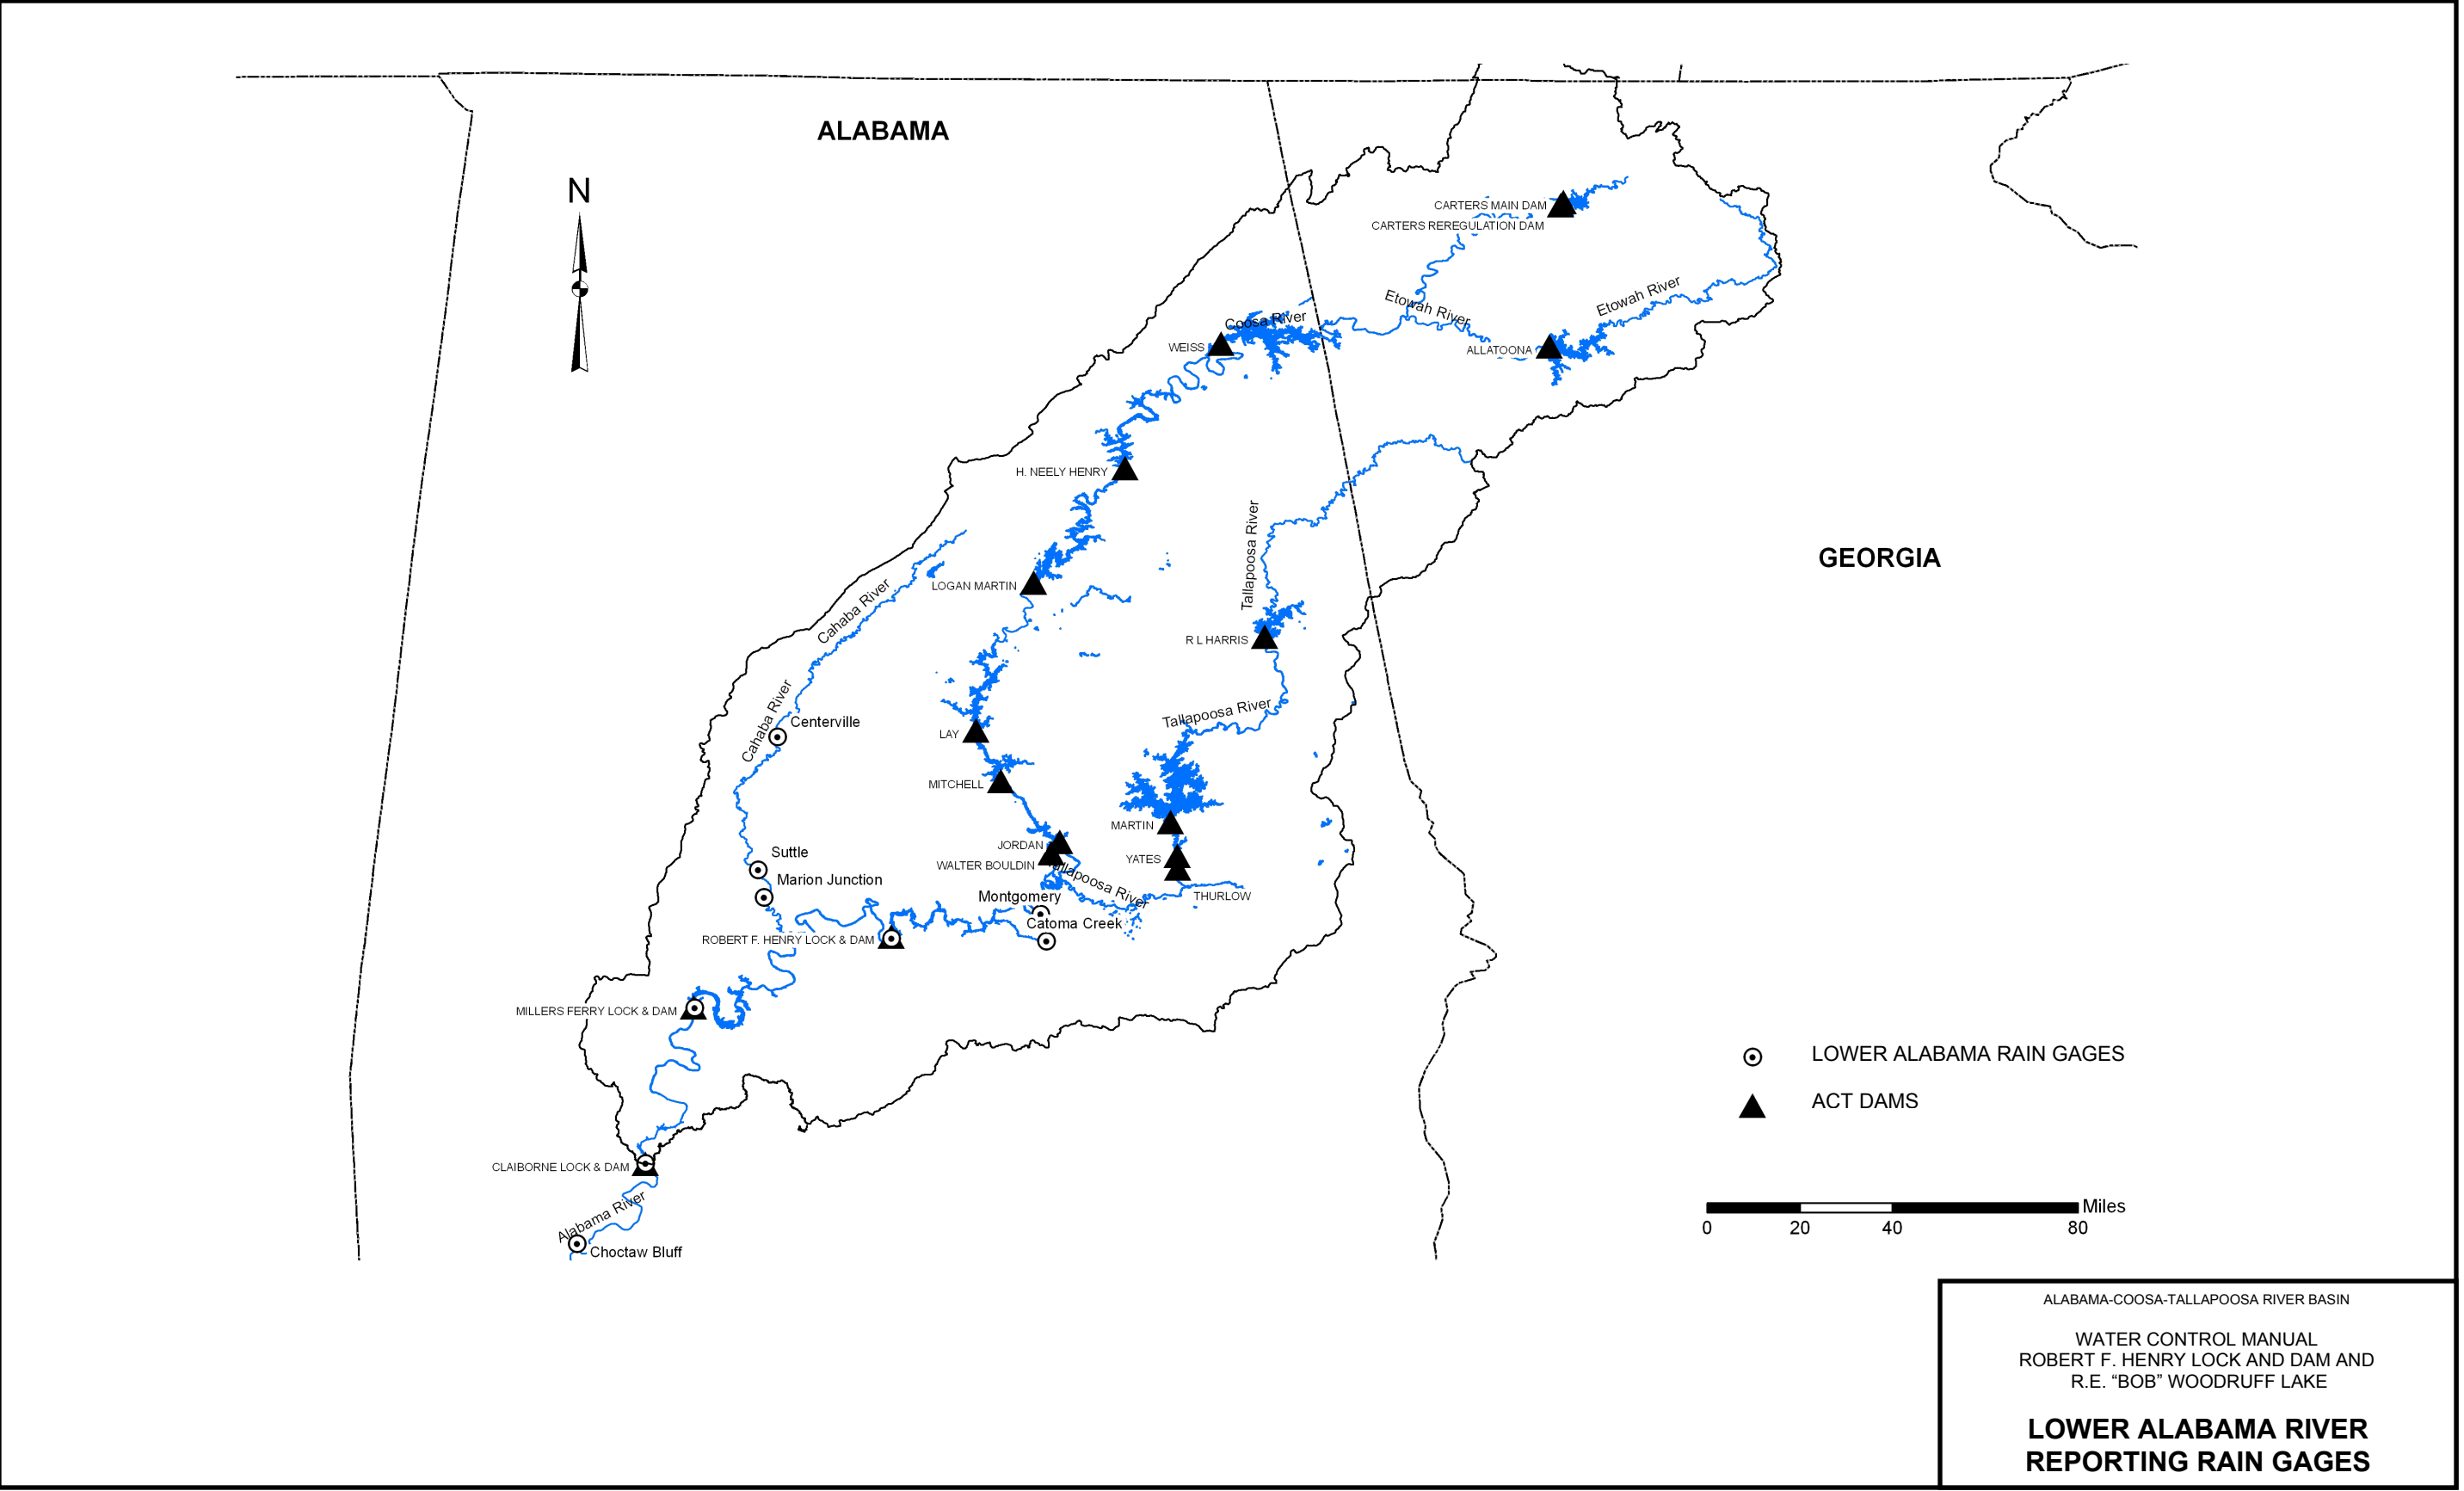 ALABAMA
N
CARTERS MAIN DAM
CARTERS REREGULATION DAM
Etowah River
Etowah River
Coosa River
WEISS
ALLATOONA
H. NEELY HENRY
Tallapoosa River
GEORGIA
LOGAN MARTIN
Cahaba River
R L HARRIS
Tallapoosa River
Cahaba River
Centerville
LAY
MITCHELL
MARTIN
JORDAN
WALTER BOULDIN
YATES
Suttle
Tallapoosa River
Marion Junction
Montgomery
THURLOW
Catoma Creek
ROBERT F. HENRY LOCK & DAM
MILLERS FERRY LOCK & DAM
LOWER ALABAMA RAIN GAGES
ACT DAMS
CLAIBORNE LOCK & DAM
Alabama River
Choctaw Bluff
Miles
0 20 40 80
ALABAMA-COOSA-TALLAPOOSA RIVER BASIN
WATER CONTROL MANUAL
ROBERT F. HENRY LOCK AND DAM AND
R.E. “BOB” WOODRUFF LAKE
LOWER ALABAMA RIVER
REPORTING RAIN GAGES